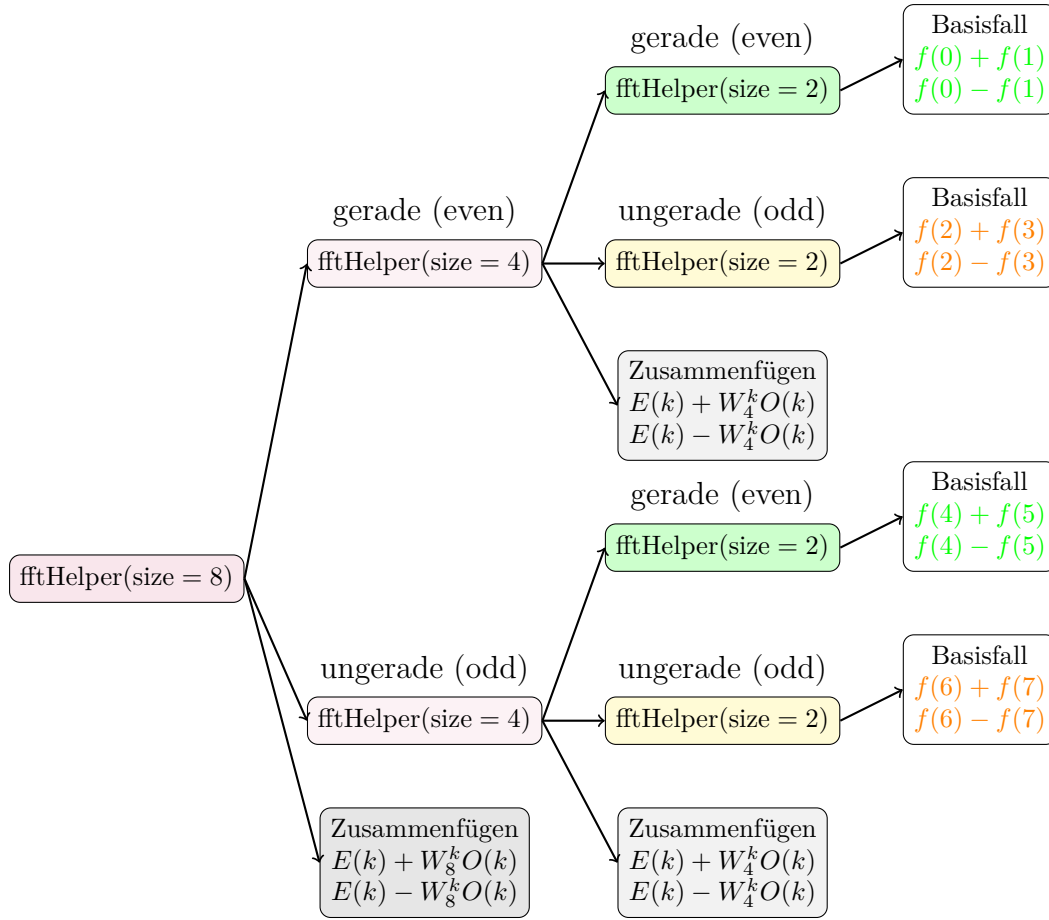 Basisfall
f(0) + f(1)
f(0) − f(1)
gerade (even)
fftHelper(size = 2)
Basisfall
f(2) + f(3)
f(2) − f(3)
gerade (even)
ungerade (odd)
fftHelper(size = 4)
fftHelper(size = 2)
Zusammenfügen
E(k) + W_4^k O(k)
E(k) − W_4^k O(k)
gerade (even)
fftHelper(size = 2)
Basisfall
f(4) + f(5)
f(4) − f(5)
fftHelper(size = 8)
ungerade (odd)
ungerade (odd)
fftHelper(size = 4)
fftHelper(size = 2)
Basisfall
f(6) + f(7)
f(6) − f(7)
Zusammenfügen
E(k) + W_8^k O(k)
E(k) − W_8^k O(k)
Zusammenfügen
E(k) + W_4^k O(k)
E(k) − W_4^k O(k)